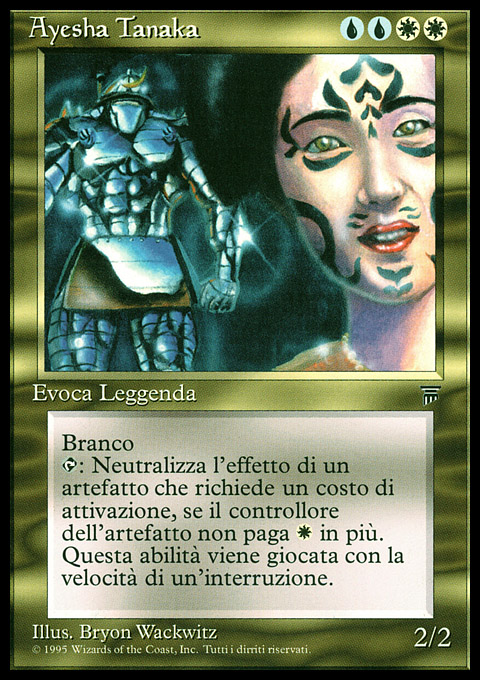 Ayesha Tanaka
Evoca Leggenda
Branco
: Neutralizza l'effetto di un
artefatto che richiede un costo di
attivazione, se il controllore
dell'artefatto non paga in più.
Questa abilità viene giocata con la
velocità di un'interruzione.
Illus. Bryon Wackwitz
2/2
© 1995 Wizards of the Coast, Inc. Tutti i diritti riservati.